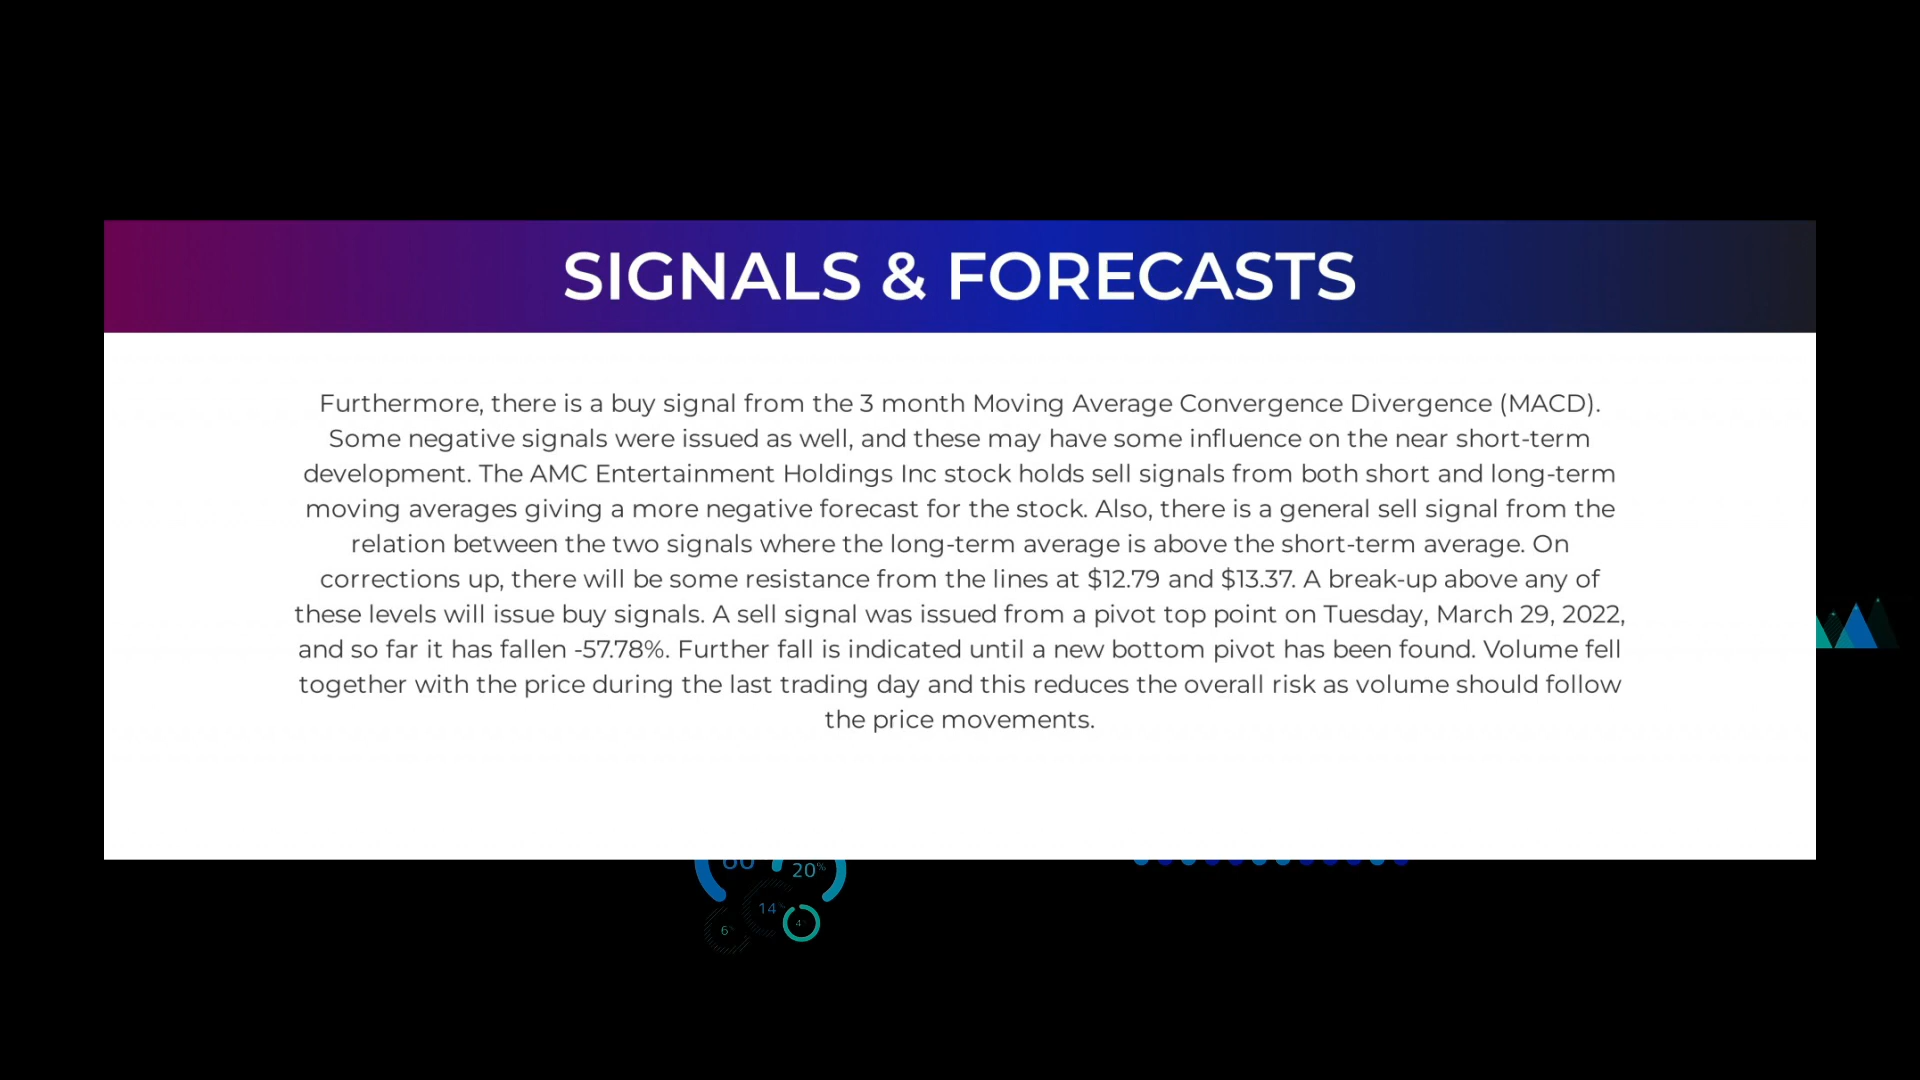 SIGNALS & FORECASTS
Furthermore, there is a buy signal from the 3 month Moving Average Convergence Divergence (MACD).
Some negative signals were issued as well, and these may have some influence on the near short-term
development. The AMC Entertainment Holdings Inc stock holds sell signals from both short and long-term
moving averages giving a more negative forecast for the stock. Also, there is a general sell signal from the
relation between the two signals where the long-term average is above the short-term average. On
corrections up, there will be some resistance from the lines at $12.79 and $13.37. A break-up above any of
these levels will issue buy signals. A sell signal was issued from a pivot top point on Tuesday, March 29, 2022,
and so far it has fallen -57.78%. Further fall is indicated until a new bottom pivot has been found. Volume fell
together with the price during the last trading day and this reduces the overall risk as volume should follow
the price movements.
20%
14
4
6